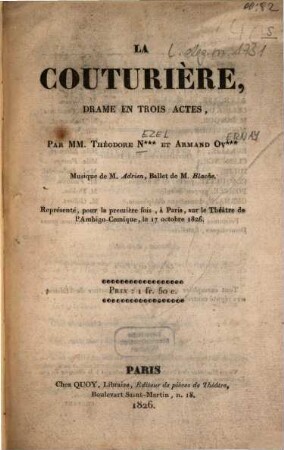 LA
COUTURIÈRE,
DRAME EN TROIS ACTES,
EZEL ERNAY
PAR MM. THÉODORE N*** ET ARMAND OV***
Musique de M. Adrien, Ballet de M. Blache.
Représenté, pour la première fois, à Paris, sur le Théâtre de
l'Ambigu-Comique, le 17 octobre 1826.
PRIX : 1 fr. 50 c.
PARIS
Chez QUOY, Libraire, Éditeur de pièces de Théâtre,
Boulevart Saint-Martin, n. 18.
1826.